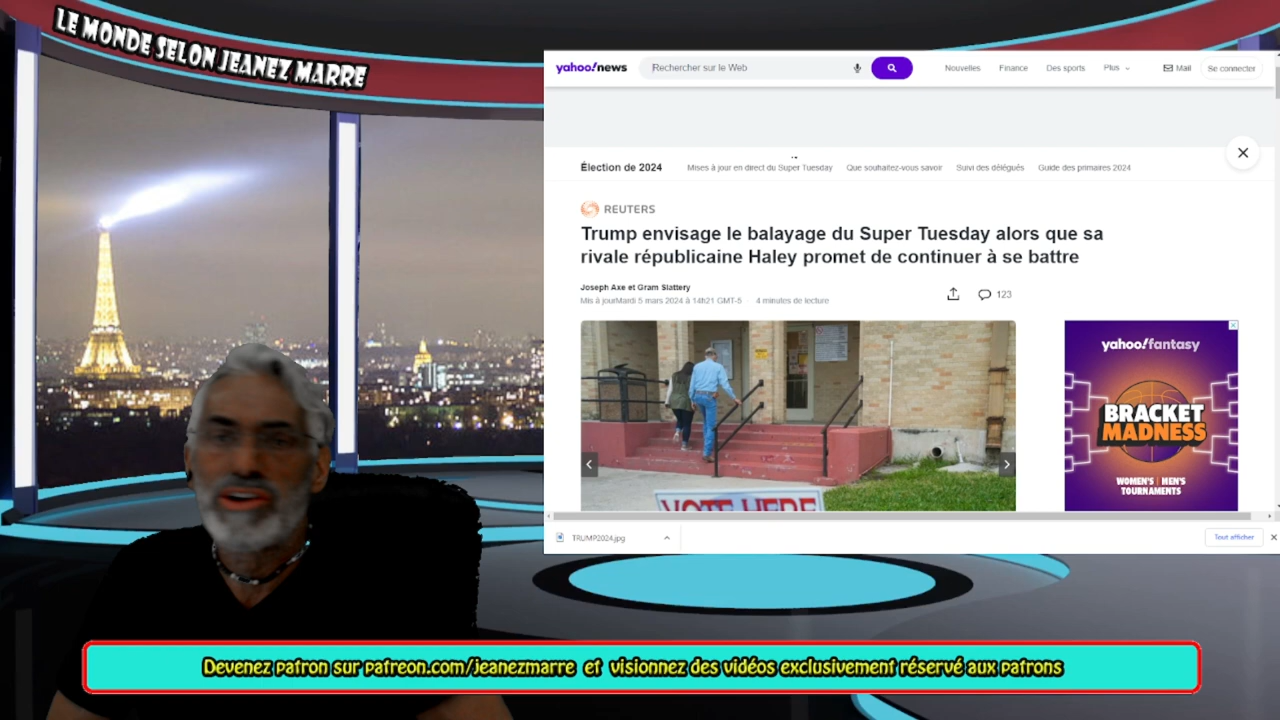 LE MONDE SELON JEANEZ MARRE
yahoo!news
Rechercher sur le Web
Nouvelles Finance Des sports Plus Mail Se connecter
Élection de 2024 Mises à jour en direct du Super Tuesday Que souhaitez-vous savoir Suivi des délégués Guide des primaires 2024
REUTERS
Trump envisage le balayage du Super Tuesday alors que sa
rivale républicaine Haley promet de continuer à se battre
Joseph Axe et Gram Slattery
Mis à jourMardi 5 mars 2024 à 14h21 GMT-5 · 4 minutes de lecture
123
yahoo!fantasy
BRACKET
MADNESS
WOMEN'S | MEN'S
TOURNAMENTS
VOTE HERE
TRUMP2024.jpg
Tout afficher
Devenez patron sur patreon.com/jeanezmarre et visionnez des vidéos exclusivement réservé aux patrons